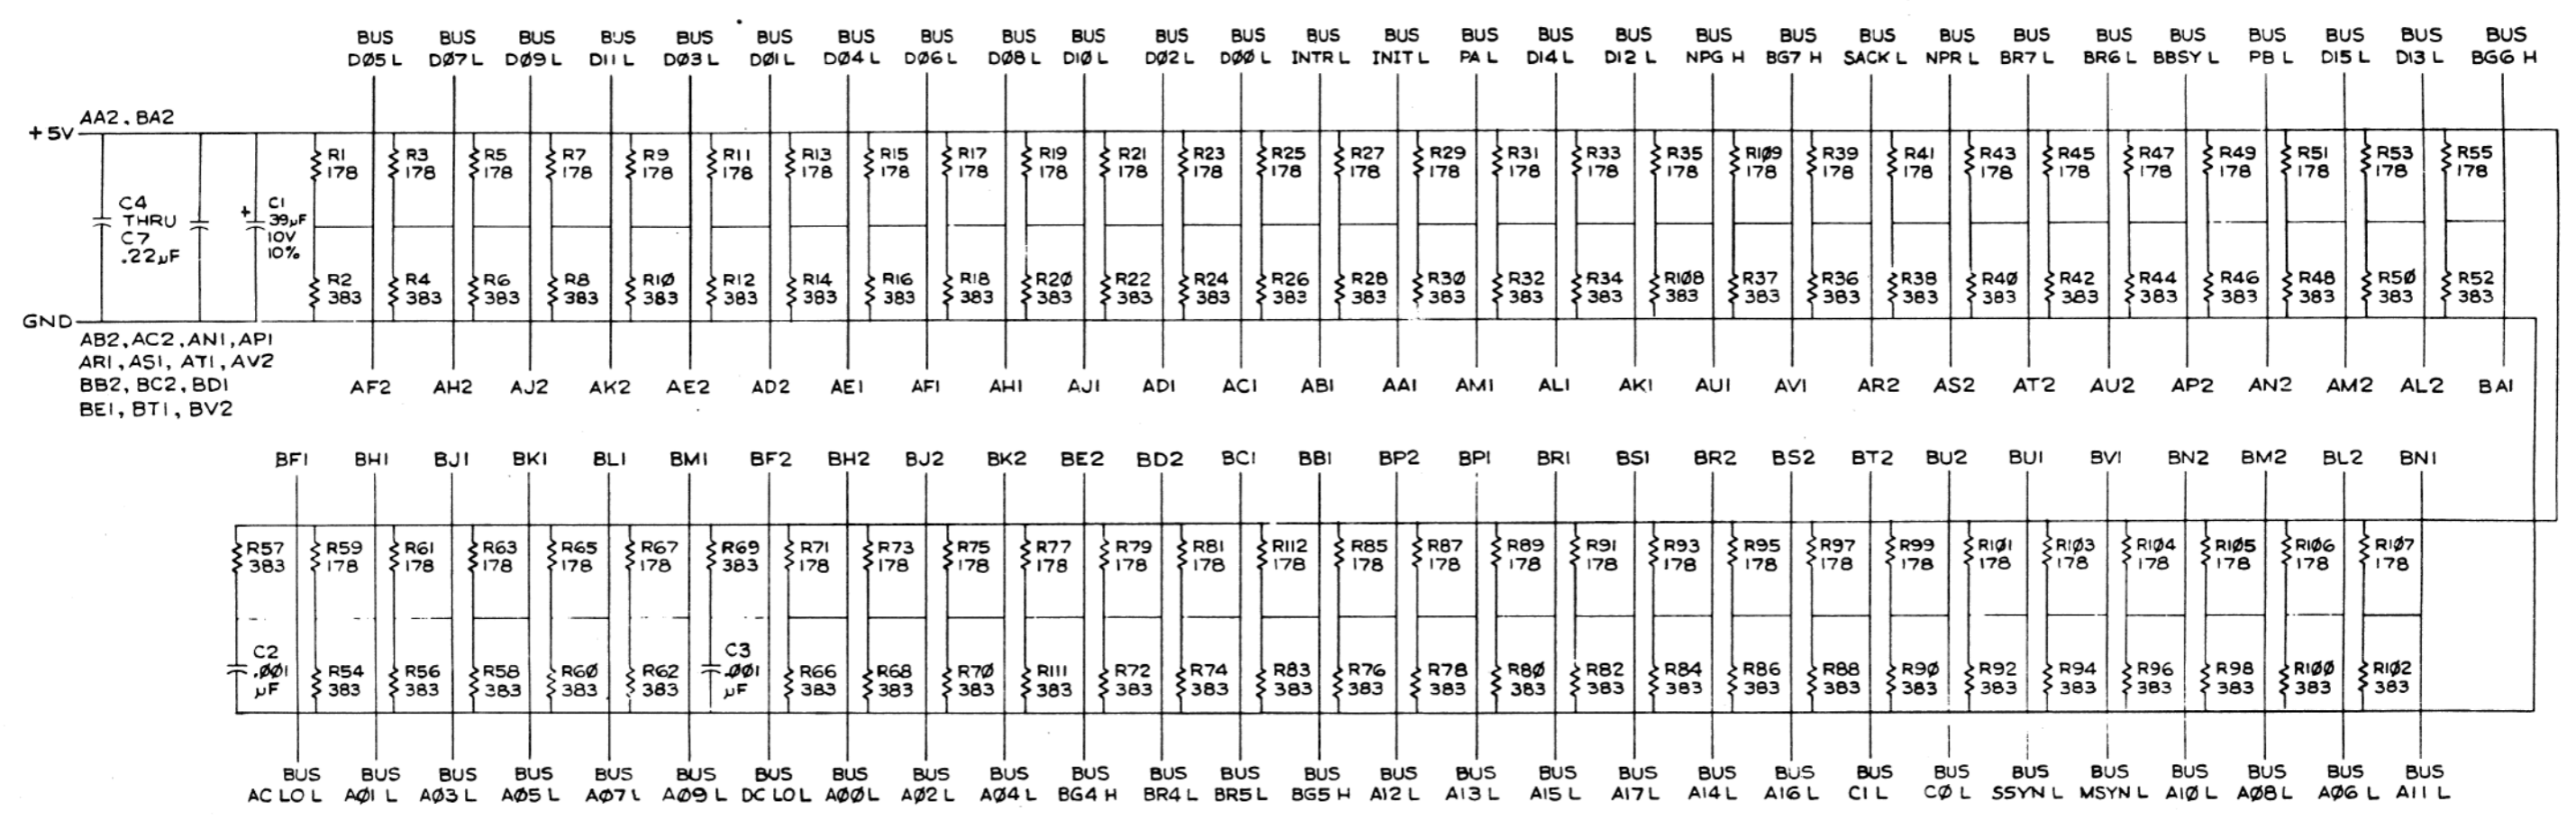 BUS BUS BUS BUS BUS BUS BUS BUS BUS BUS BUS BUS BUS BUS BUS BUS BUS BUS BUS BUS BUS BUS BUS BUS BUS BUS BUS BUS
DØ5 L DØ7 L DØ9 L D11 L DØ3 L DØ1 L DØ4 L DØ6 L DØ8 L D1Ø L DØ2 L DØØ L INTR L INIT L PA L D14 L D12 L NPG H BG7 H SACK L NPR L BR7 L BR6 L BBSY L PB L D15 L D13 L BG6 H
AA2, BA2
+5V
R1 R3 R5 R7 R9 R11 R13 R15 R17 R19 R21 R23 R25 R27 R29 R31 R33 R35 R1Ø9 R39 R41 R43 R45 R47 R49 R51 R53 R55
178 178 178 178 178 178 178 178 178 178 178 178 178 178 178 178 178 178 178 178 178 178 178 178 178 178 178 178
C4 + C1
THRU 39µF
C7 10V
.22µF 10%
R2 R4 R6 R8 R1Ø R12 R14 R16 R18 R2Ø R22 R24 R26 R28 R3Ø R32 R34 R1Ø8 R37 R36 R38 R4Ø R42 R44 R46 R48 R5Ø R52
383 383 383 383 383 383 383 383 383 383 383 383 383 383 383 383 383 383 383 383 383 383 383 383 383 383 383 383
GND
AB2, AC2, AN1, AP1
AR1, AS1, AT1, AV2
BB2, BC2, BD1
BE1, BT1, BV2
AF2 AH2 AJ2 AK2 AE2 AD2 AE1 AF1 AH1 AJ1 AD1 AC1 AB1 AA1 AM1 AL1 AK1 AU1 AV1 AR2 AS2 AT2 AU2 AP2 AN2 AM2 AL2 BA1
BF1 BH1 BJ1 BK1 BL1 BM1 BF2 BH2 BJ2 BK2 BE2 BD2 BC1 BB1 BP2 BP1 BR1 BS1 BR2 BS2 BT2 BU2 BU1 BV1 BN2 BM2 BL2 BN1
R57 R59 R61 R63 R65 R67 R69 R71 R73 R75 R77 R79 R81 R112 R85 R87 R89 R91 R93 R95 R97 R99 R1Ø1 R1Ø3 R1Ø4 R1Ø5 R1Ø6 R1Ø7
383 178 178 178 178 178 383 178 178 178 178 178 178 178 178 178 178 178 178 178 178 178 178 178 178 178 178 178
C2 C3
.ØØ1 .ØØ1
µF µF
R54 R56 R58 R6Ø R62 R66 R68 R7Ø R111 R72 R74 R83 R76 R78 R8Ø R82 R84 R86 R88 R9Ø R92 R94 R96 R98 R1ØØ R1Ø2
383 383 383 383 383 383 383 383 383 383 383 383 383 383 383 383 383 383 383 383 383 383 383 383 383 383
BUS BUS BUS BUS BUS BUS BUS BUS BUS BUS BUS BUS BUS BUS BUS BUS BUS BUS BUS BUS BUS BUS BUS BUS BUS BUS BUS BUS
AC LO L AØ1 L AØ3 L AØ5 L AØ7 L AØ9 L DC LO L AØØ L AØ2 L AØ4 L BG4 H BR4 L BR5 L BG5 H A12 L A13 L A15 L A17 L A14 L A16 L C1 L CØ L SSYN L MSYN L A1Ø L AØ8 L AØ6 L A11 L